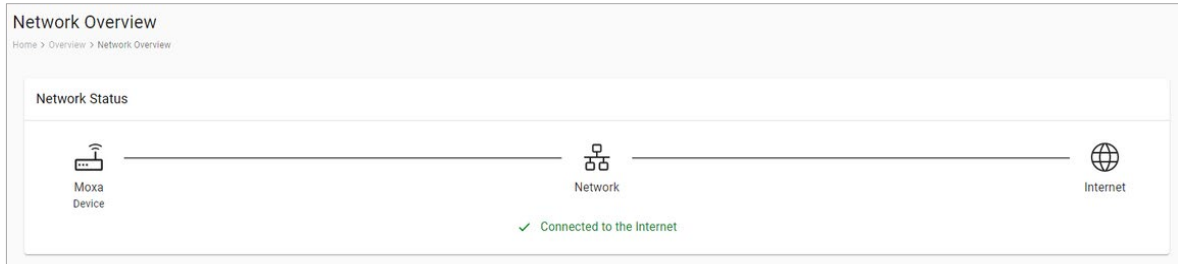 Network Overview
Home > Overview > Network Overview
Network Status
Moxa
Device
Network
Internet
Connected to the Internet